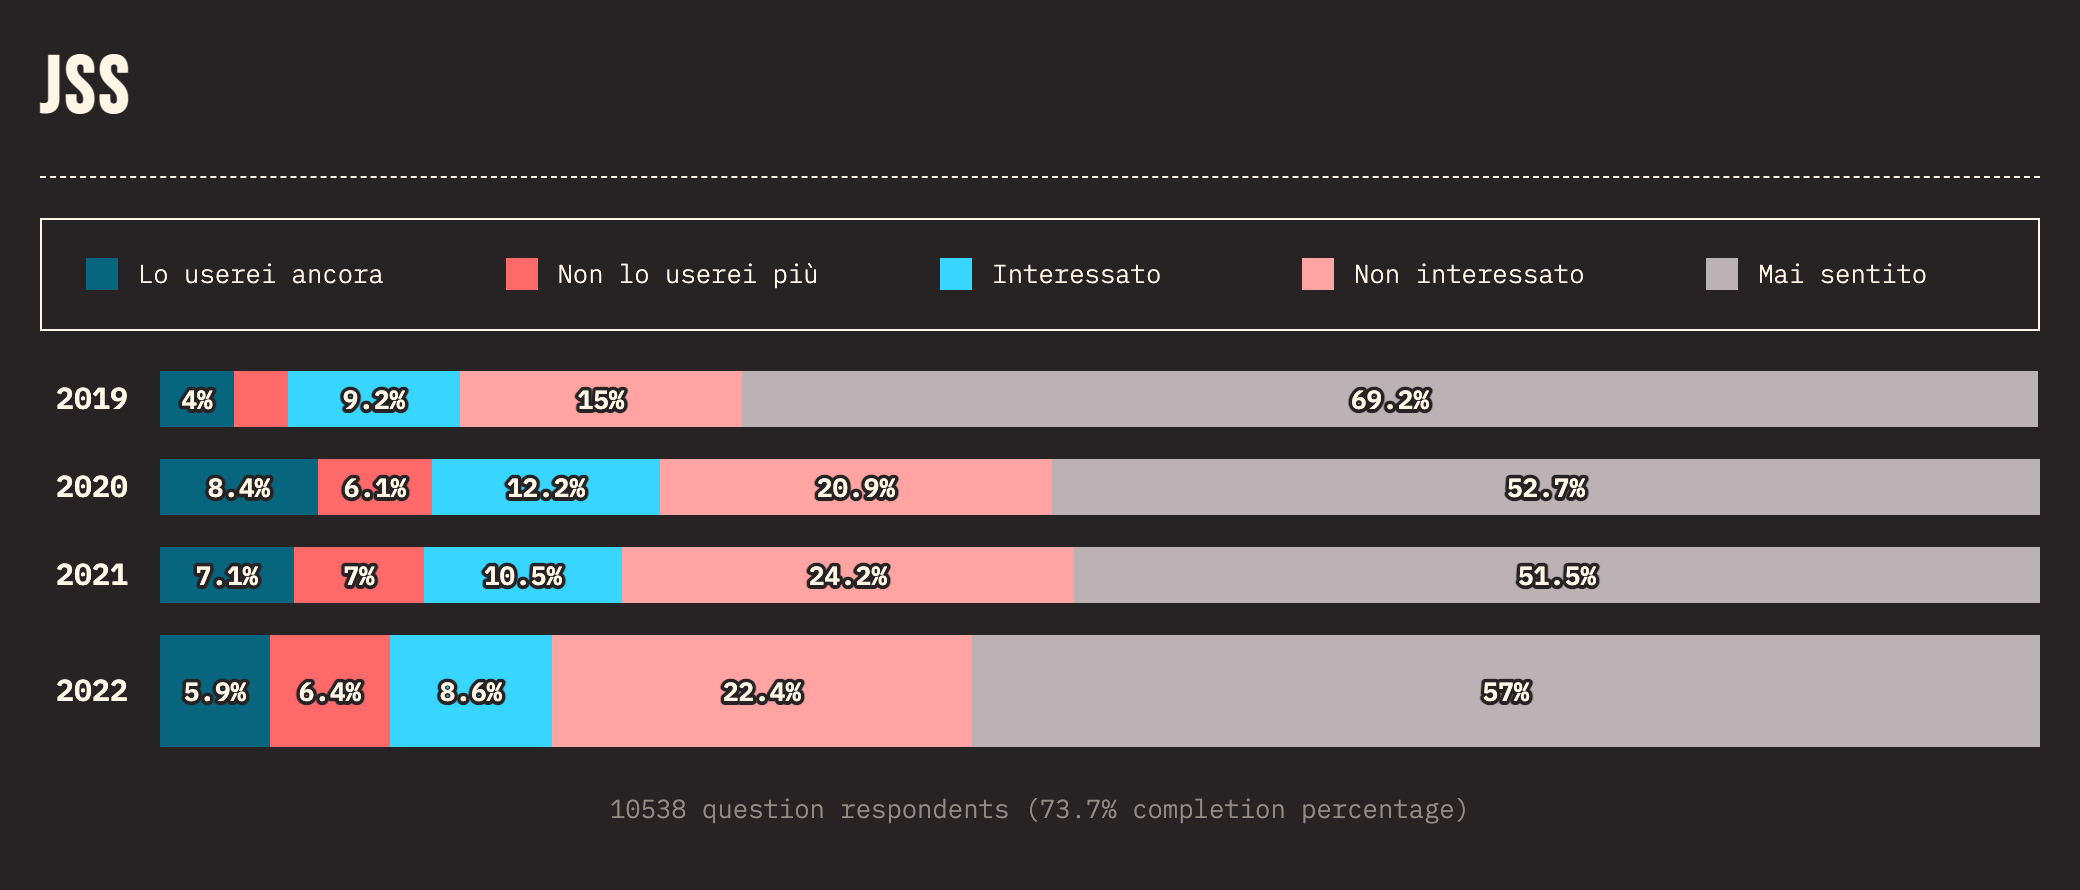 JSS
Lo userei ancora Non lo userei più Interessato Non interessato Mai sentito
2019 4% 9.2% 15% 69.2%
2020 8.4% 6.1% 12.2% 20.9% 52.7%
2021 7.1% 7% 10.5% 24.2% 51.5%
2022 5.9% 6.4% 8.6% 22.4% 57%
10538 question respondents (73.7% completion percentage)